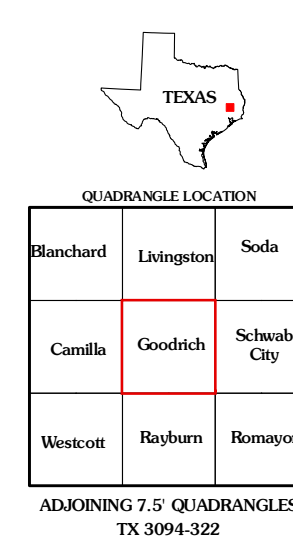 TEXAS
QUADRANGLE LOCATION
Blanchard
Livingston
Soda
Camilla
Goodrich
Schwab
City
Westcott
Rayburn
Romayor
ADJOINING 7.5' QUADRANGLES
TX 3094-322